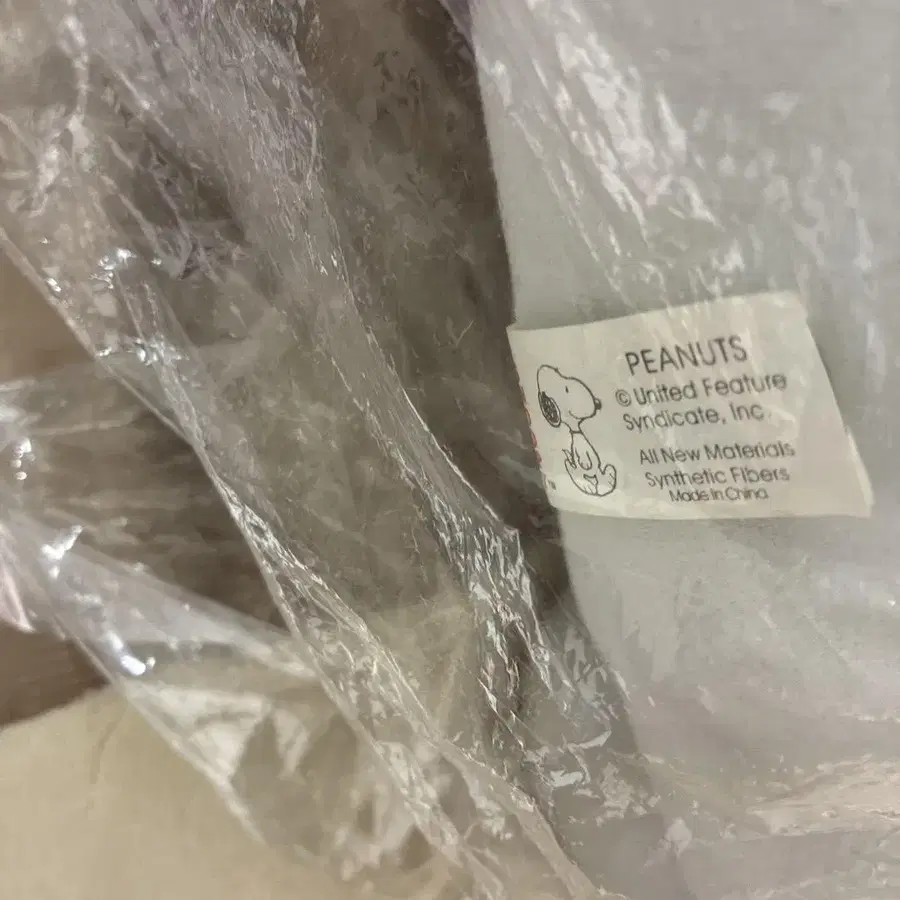 PEANUTS
© United Feature
Syndicate, Inc.
All New Materials
Synthetic Fibers
Made in China